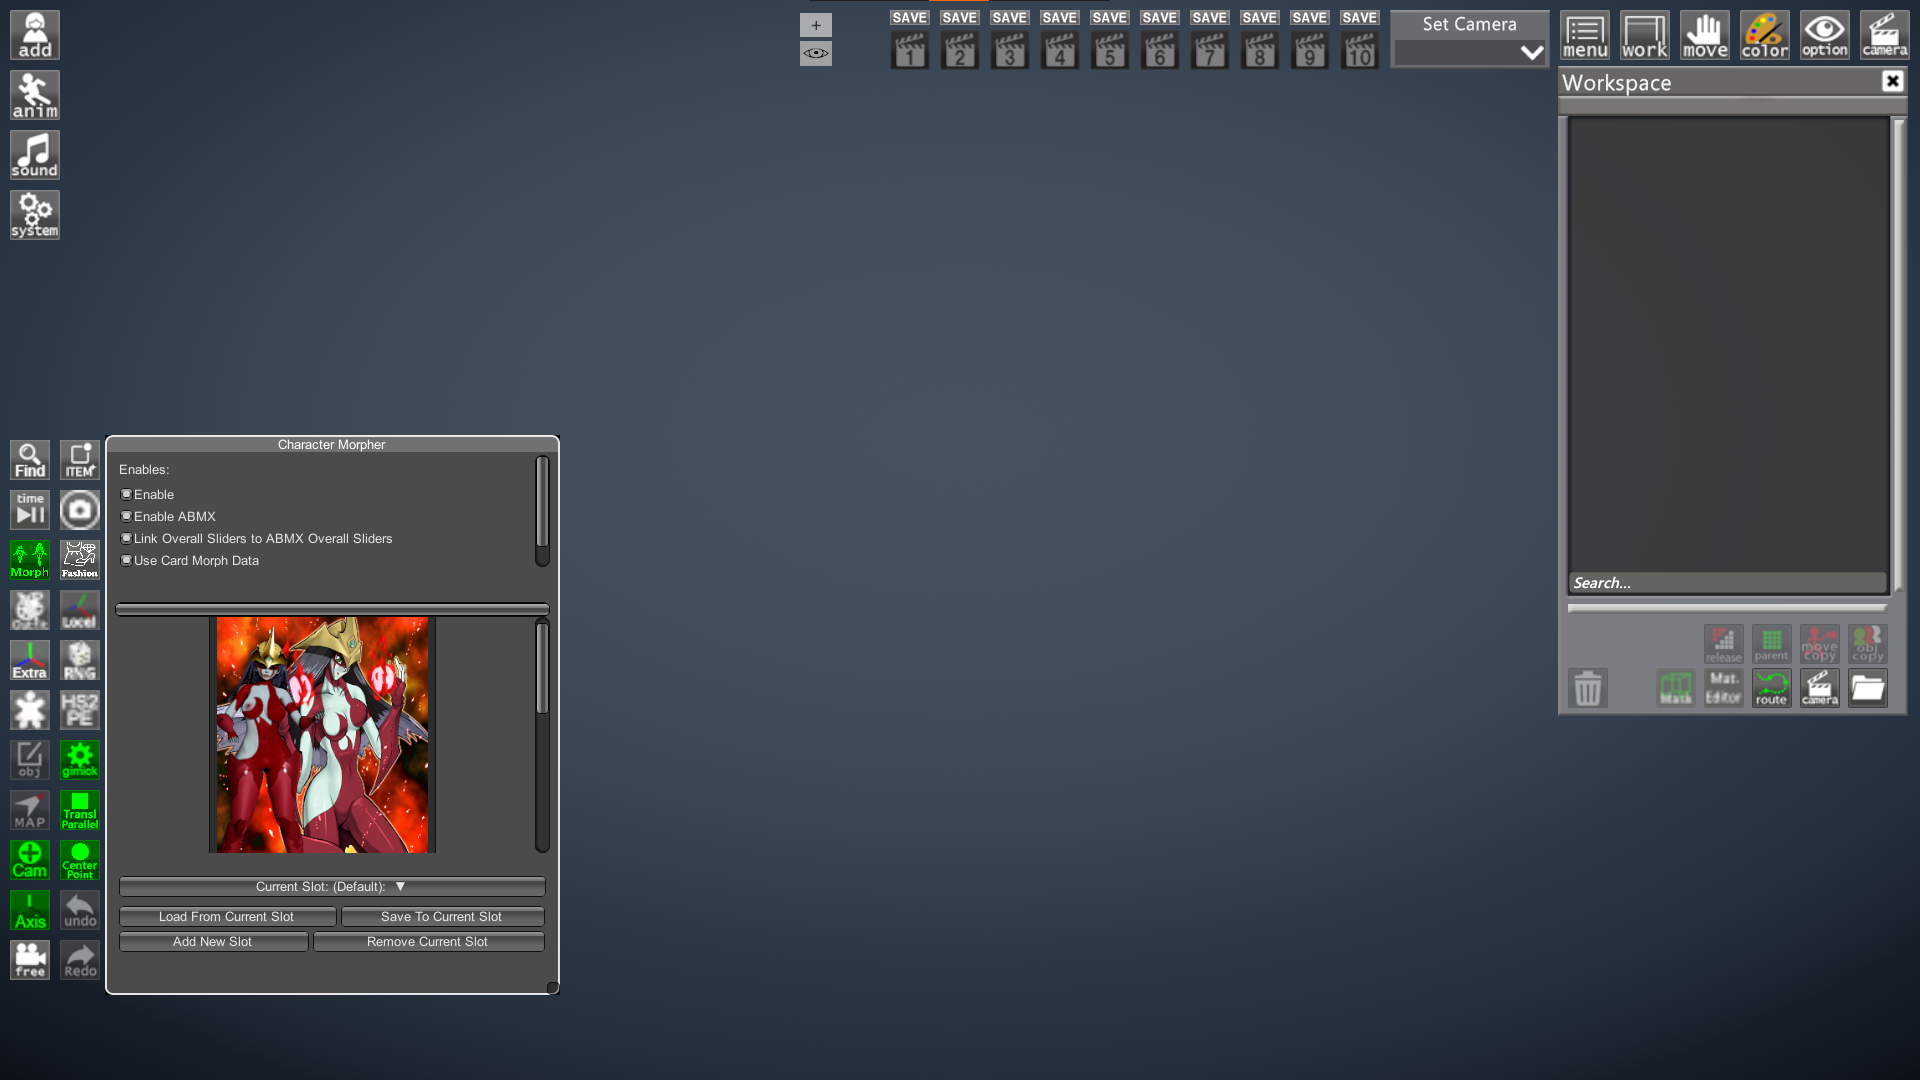 add
anim
sound
system
+
SAVE SAVE SAVE SAVE SAVE SAVE SAVE SAVE SAVE SAVE
1 2 3 4 5 6 7 8 9 10
Set Camera
menu work move color option camera
Workspace
Search...
release parent move copy obj copy
Mat. Editor route camera
Find ITEM+
time
Morph Fashion
Local
Extra RNG
HS2 PE
obj gimick
MAP Transl Parallel
Cam Center Point
Axis undo
free Redo
Character Morpher
Enables:
Enable
Enable ABMX
Link Overall Sliders to ABMX Overall Sliders
Use Card Morph Data
Current Slot: (Default): ▼
Load From Current Slot Save To Current Slot
Add New Slot Remove Current Slot